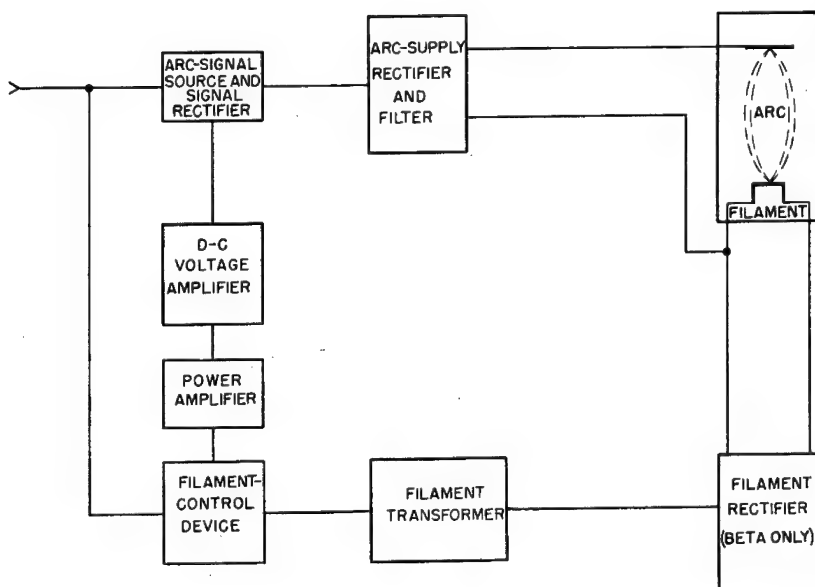 ARC-SIGNAL
SOURCE AND
SIGNAL
RECTIFIER
ARC-SUPPLY
RECTIFIER
AND
FILTER
ARC
FILAMENT
D-C
VOLTAGE
AMPLIFIER
POWER
AMPLIFIER
FILAMENT-
CONTROL
DEVICE
FILAMENT
TRANSFORMER
FILAMENT
RECTIFIER
(BETA ONLY)